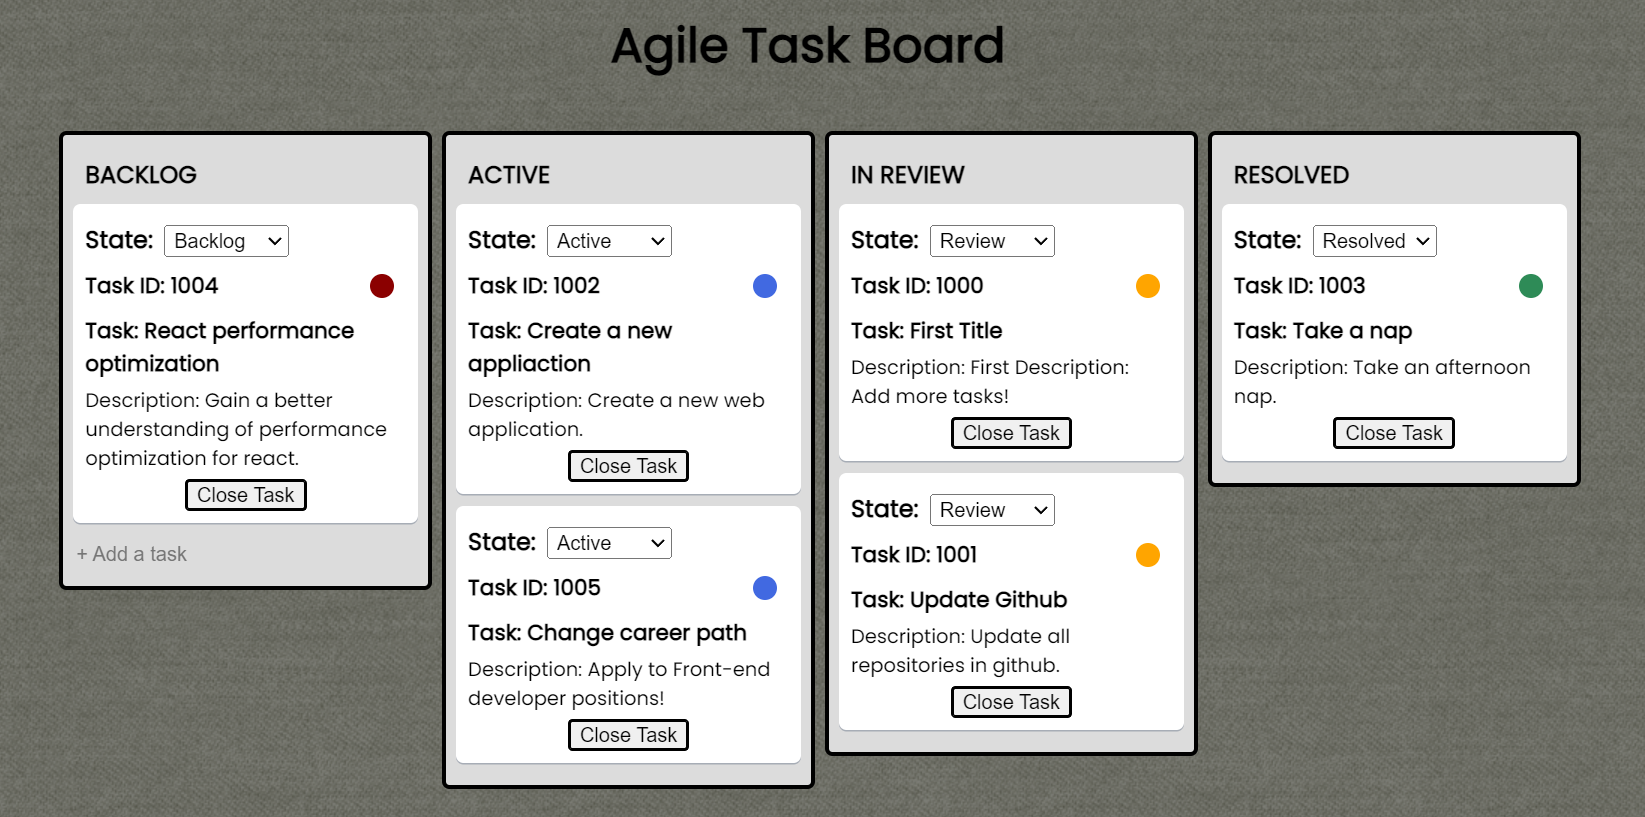 Agile Task Board
BACKLOG
State: Backlog
Task ID: 1004
Task: React performance
optimization
Description: Gain a better
understanding of performance
optimization for react.
Close Task
+ Add a task
ACTIVE
State: Active
Task ID: 1002
Task: Create a new
appliaction
Description: Create a new web
application.
Close Task
State: Active
Task ID: 1005
Task: Change career path
Description: Apply to Front-end
developer positions!
Close Task
IN REVIEW
State: Review
Task ID: 1000
Task: First Title
Description: First Description:
Add more tasks!
Close Task
State: Review
Task ID: 1001
Task: Update Github
Description: Update all
repositories in github.
Close Task
RESOLVED
State: Resolved
Task ID: 1003
Task: Take a nap
Description: Take an afternoon
nap.
Close Task